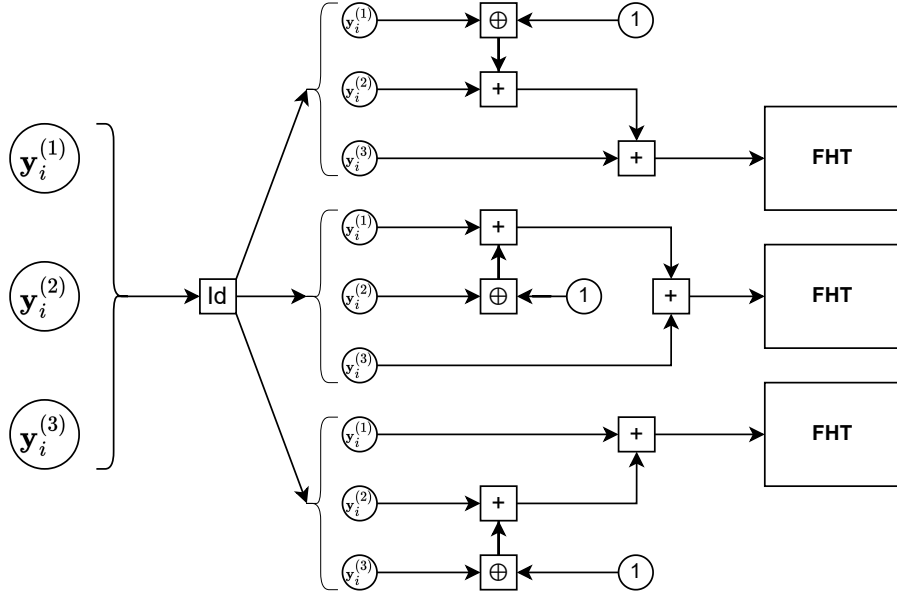 y_i^{(1)} ⊕ 1
y_i^{(2)} +
y_i^{(3)} + FHT
y_i^{(1)}
y_i^{(2)}
y_i^{(3)}
Id
y_i^{(1)} +
y_i^{(2)} ⊕ 1 + FHT
y_i^{(3)}
y_i^{(1)} + FHT
y_i^{(2)} +
y_i^{(3)} ⊕ 1